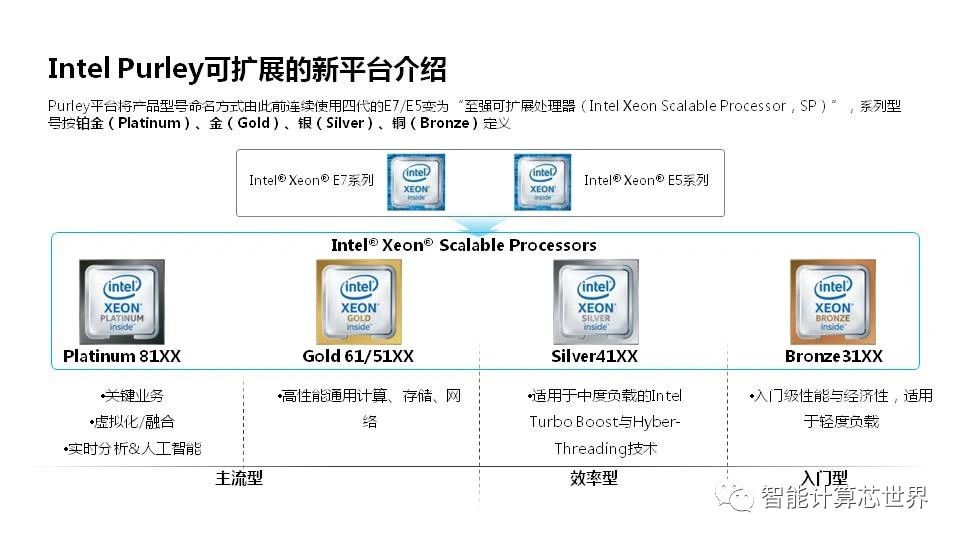 Intel Purley可扩展的新平台介绍
Purley平台将产品型号命名方式由此前连续使用四代的E7/E5变为“至强可扩展处理器（Intel Xeon Scalable Processor，SP）”，系列型
号按铂金（Platinum）、金（Gold）、银（Silver）、铜（Bronze）定义
Intel® Xeon® E7系列
intel XEON inside™
intel XEON inside™
Intel® Xeon® E5系列
Intel® Xeon® Scalable Processors
intel XEON PLATINUM inside™
intel XEON GOLD inside™
intel XEON SILVER inside™
intel XEON BRONZE inside™
Platinum 81XX
Gold 61/51XX
Silver41XX
Bronze31XX
•关键业务
•虚拟化/融合
•实时分析&人工智能
•高性能通用计算、存储、网
络
•适用于中度负载的Intel
Turbo Boost与Hyber-
Threading技术
•入门级性能与经济性，适用
于轻度负载
主流型
效率型
入门型
智能计算芯世界